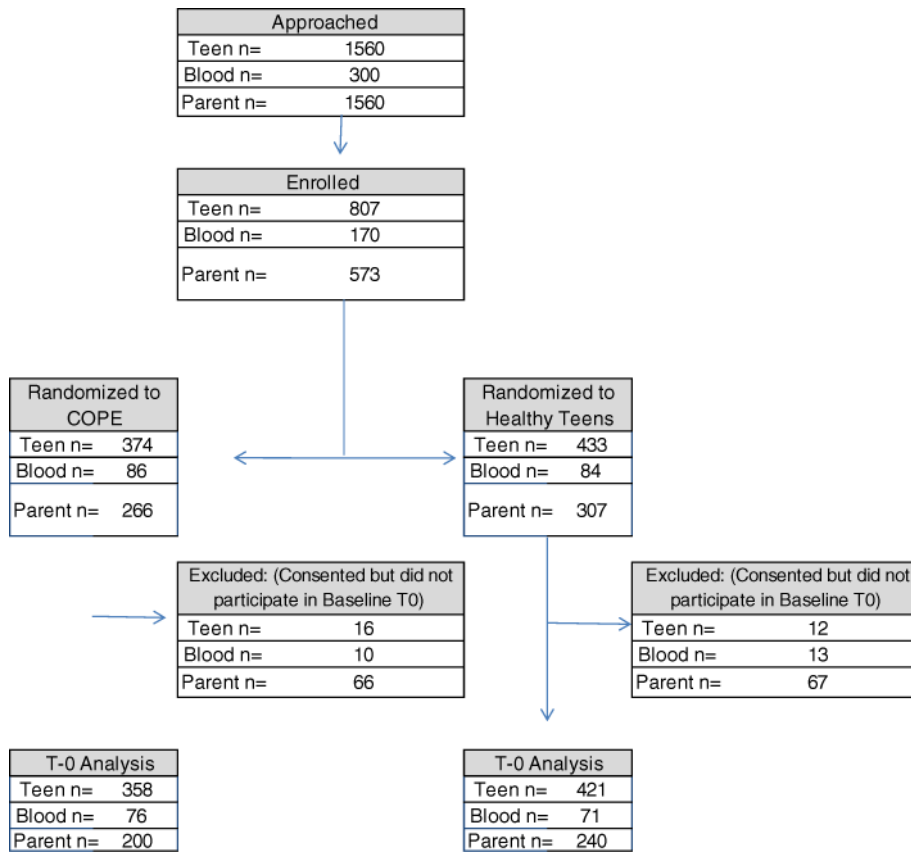 Approached
Teen n= 1560
Blood n= 300
Parent n= 1560
Enrolled
Teen n= 807
Blood n= 170
Parent n= 573
Randomized to
COPE
Teen n= 374
Blood n= 86
Parent n= 266
Randomized to
Healthy Teens
Teen n= 433
Blood n= 84
Parent n= 307
Excluded: (Consented but did not
participate in Baseline T0)
Teen n= 16
Blood n= 10
Parent n= 66
Excluded: (Consented but did not
participate in Baseline T0)
Teen n= 12
Blood n= 13
Parent n= 67
T-0 Analysis
Teen n= 358
Blood n= 76
Parent n= 200
T-0 Analysis
Teen n= 421
Blood n= 71
Parent n= 240